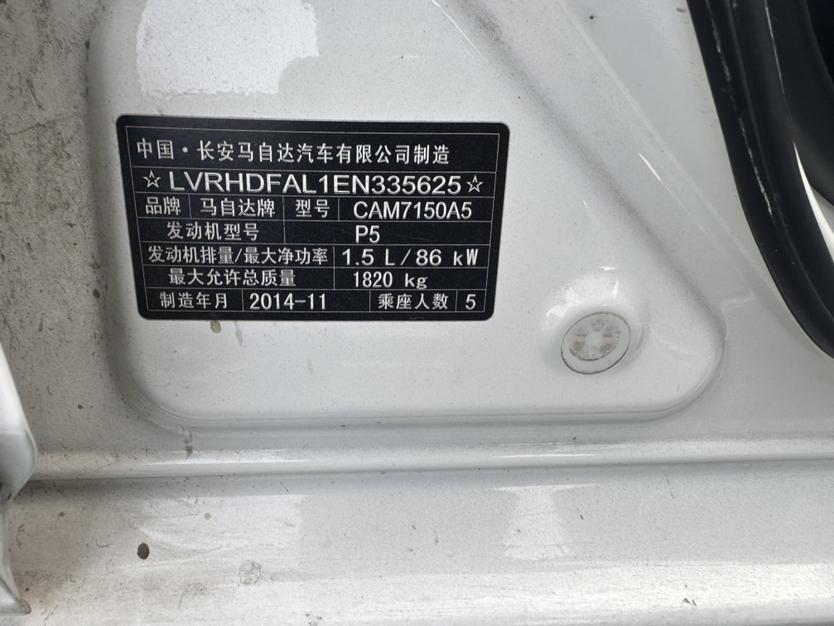 中国·长安马自达汽车有限公司制造
☆LVRHDFAL1EN335625☆
品牌 马自达牌 型号 CAM7150A5
发动机型号 P5
发动机排量/最大净功率 1.5 L/86 kW
最大允许总质量 1820 kg
制造年月 2014-11 乘座人数 5